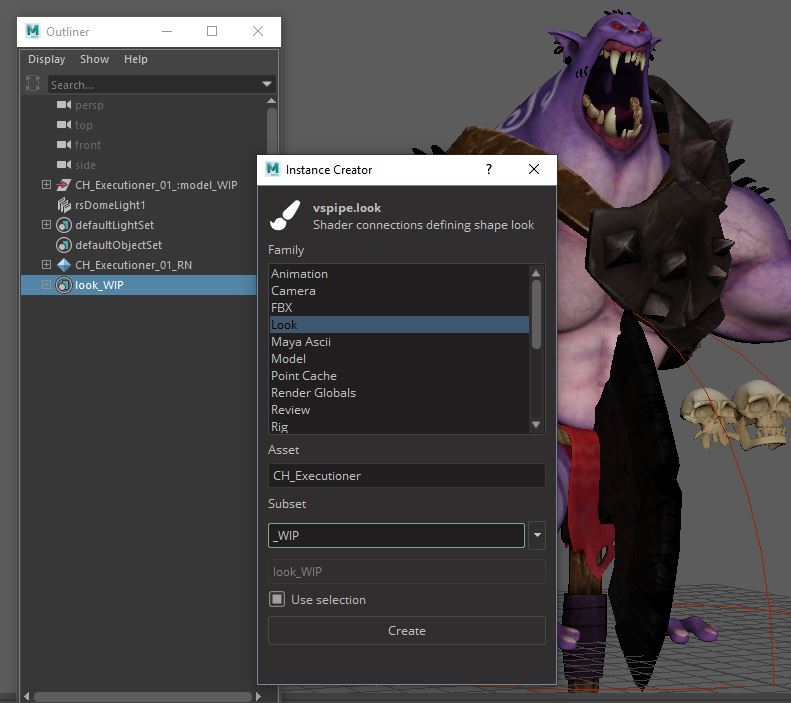 Outliner
Display Show Help
Search...
persp
top
front
side
CH_Executioner_01_:model_WIP
rsDomeLight1
defaultLightSet
defaultObjectSet
CH_Executioner_01_RN
look_WIP
Instance Creator
?
vspipe.look
Shader connections defining shape look
Family
Animation
Camera
FBX
Look
Maya Ascii
Model
Point Cache
Render Globals
Review
Rig
Asset
CH_Executioner
Subset
_WIP
look_WIP
Use selection
Create